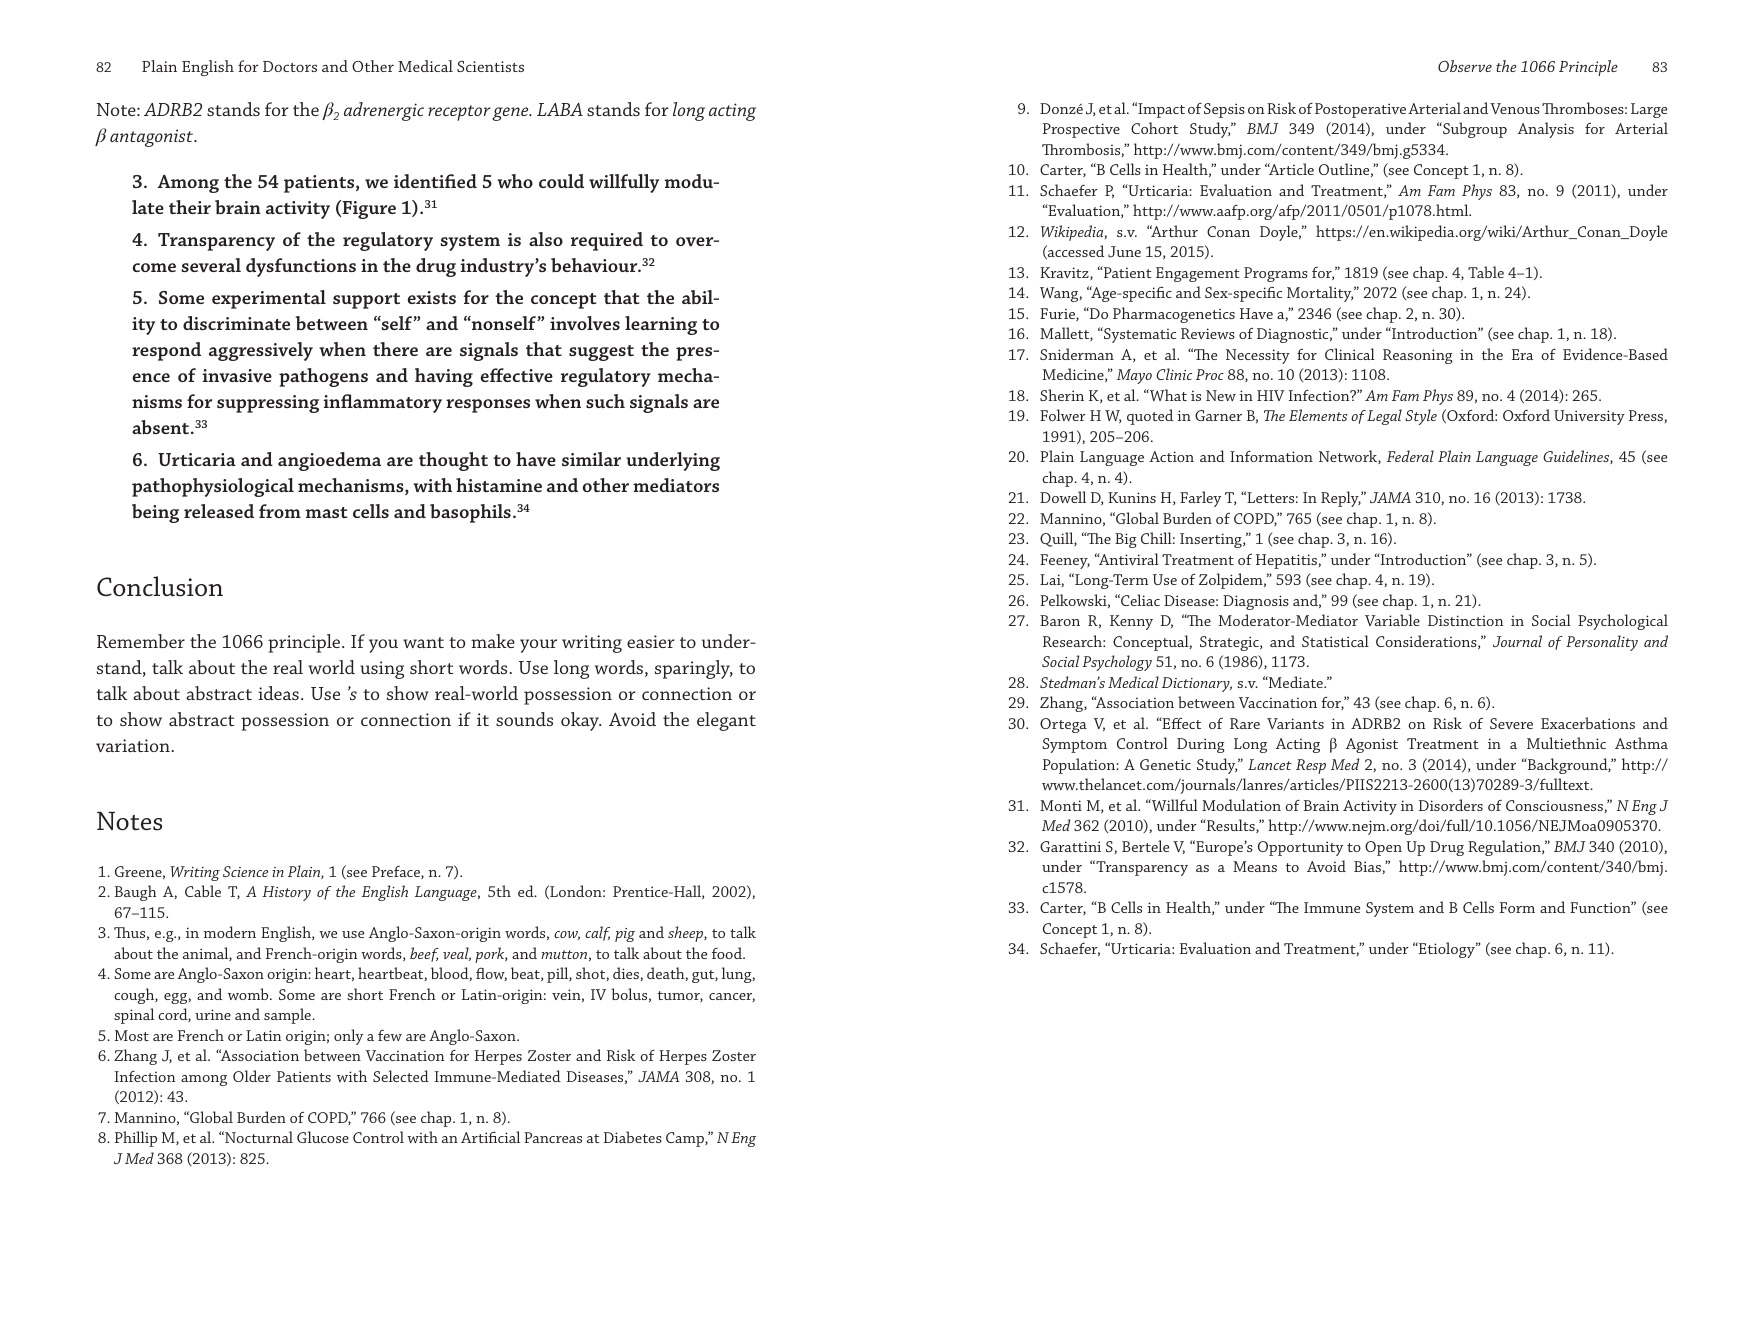 82 Plain English for Doctors and Other Medical Scientists
Note: ADRB2 stands for the β2 adrenergic receptor gene. LABA stands for long acting
β antagonist.
3. Among the 54 patients, we identified 5 who could willfully modu-
late their brain activity (Figure 1).31
4. Transparency of the regulatory system is also required to over-
come several dysfunctions in the drug industry’s behaviour.32
5. Some experimental support exists for the concept that the abil-
ity to discriminate between “self” and “nonself” involves learning to
respond aggressively when there are signals that suggest the pres-
ence of invasive pathogens and having effective regulatory mecha-
nisms for suppressing inflammatory responses when such signals are
absent.33
6. Urticaria and angioedema are thought to have similar underlying
pathophysiological mechanisms, with histamine and other mediators
being released from mast cells and basophils.34
Conclusion
Remember the 1066 principle. If you want to make your writing easier to under-
stand, talk about the real world using short words. Use long words, sparingly, to
talk about abstract ideas. Use ’s to show real-world possession or connection or
to show abstract possession or connection if it sounds okay. Avoid the elegant
variation.
Notes
1. Greene, Writing Science in Plain, 1 (see Preface, n. 7).
2. Baugh A, Cable T, A History of the English Language, 5th ed. (London: Prentice-Hall, 2002),
67–115.
3. Thus, e.g., in modern English, we use Anglo-Saxon-origin words, cow, calf, pig and sheep, to talk
about the animal, and French-origin words, beef, veal, pork, and mutton, to talk about the food.
4. Some are Anglo-Saxon origin: heart, heartbeat, blood, flow, beat, pill, shot, dies, death, gut, lung,
cough, egg, and womb. Some are short French or Latin-origin: vein, IV bolus, tumor, cancer,
spinal cord, urine and sample.
5. Most are French or Latin origin; only a few are Anglo-Saxon.
6. Zhang J, et al. “Association between Vaccination for Herpes Zoster and Risk of Herpes Zoster
Infection among Older Patients with Selected Immune-Mediated Diseases,” JAMA 308, no. 1
(2012): 43.
7. Mannino, “Global Burden of COPD,” 766 (see chap. 1, n. 8).
8. Phillip M, et al. “Nocturnal Glucose Control with an Artificial Pancreas at Diabetes Camp,” N Eng
J Med 368 (2013): 825.
Observe the 1066 Principle 83
9. Donzé J, et al. “Impact of Sepsis on Risk of Postoperative Arterial and Venous Thromboses: Large
Prospective Cohort Study,” BMJ 349 (2014), under “Subgroup Analysis for Arterial
Thrombosis,” http://www.bmj.com/content/349/bmj.g5334.
10. Carter, “B Cells in Health,” under “Article Outline,” (see Concept 1, n. 8).
11. Schaefer P, “Urticaria: Evaluation and Treatment,” Am Fam Phys 83, no. 9 (2011), under
“Evaluation,” http://www.aafp.org/afp/2011/0501/p1078.html.
12. Wikipedia, s.v. “Arthur Conan Doyle,” https://en.wikipedia.org/wiki/Arthur_Conan_Doyle
(accessed June 15, 2015).
13. Kravitz, “Patient Engagement Programs for,” 1819 (see chap. 4, Table 4–1).
14. Wang, “Age-specific and Sex-specific Mortality,” 2072 (see chap. 1, n. 24).
15. Furie, “Do Pharmacogenetics Have a,” 2346 (see chap. 2, n. 30).
16. Mallett, “Systematic Reviews of Diagnostic,” under “Introduction” (see chap. 1, n. 18).
17. Sniderman A, et al. “The Necessity for Clinical Reasoning in the Era of Evidence-Based
Medicine,” Mayo Clinic Proc 88, no. 10 (2013): 1108.
18. Sherin K, et al. “What is New in HIV Infection?” Am Fam Phys 89, no. 4 (2014): 265.
19. Folwer H W, quoted in Garner B, The Elements of Legal Style (Oxford: Oxford University Press,
1991), 205–206.
20. Plain Language Action and Information Network, Federal Plain Language Guidelines, 45 (see
chap. 4, n. 4).
21. Dowell D, Kunins H, Farley T, “Letters: In Reply,” JAMA 310, no. 16 (2013): 1738.
22. Mannino, “Global Burden of COPD,” 765 (see chap. 1, n. 8).
23. Quill, “The Big Chill: Inserting,” 1 (see chap. 3, n. 16).
24. Feeney, “Antiviral Treatment of Hepatitis,” under “Introduction” (see chap. 3, n. 5).
25. Lai, “Long-Term Use of Zolpidem,” 593 (see chap. 4, n. 19).
26. Pelkowski, “Celiac Disease: Diagnosis and,” 99 (see chap. 1, n. 21).
27. Baron R, Kenny D, “The Moderator-Mediator Variable Distinction in Social Psychological
Research: Conceptual, Strategic, and Statistical Considerations,” Journal of Personality and
Social Psychology 51, no. 6 (1986), 1173.
28. Stedman’s Medical Dictionary, s.v. “Mediate.”
29. Zhang, “Association between Vaccination for,” 43 (see chap. 6, n. 6).
30. Ortega V, et al. “Effect of Rare Variants in ADRB2 on Risk of Severe Exacerbations and
Symptom Control During Long Acting β Agonist Treatment in a Multiethnic Asthma
Population: A Genetic Study,” Lancet Resp Med 2, no. 3 (2014), under “Background,” http://
www.thelancet.com/journals/lanres/articles/PIIS2213-2600(13)70289-3/fulltext.
31. Monti M, et al. “Willful Modulation of Brain Activity in Disorders of Consciousness,” N Eng J
Med 362 (2010), under “Results,” http://www.nejm.org/doi/full/10.1056/NEJMoa0905370.
32. Garattini S, Bertele V, “Europe’s Opportunity to Open Up Drug Regulation,” BMJ 340 (2010),
under “Transparency as a Means to Avoid Bias,” http://www.bmj.com/content/340/bmj.
c1578.
33. Carter, “B Cells in Health,” under “The Immune System and B Cells Form and Function” (see
Concept 1, n. 8).
34. Schaefer, “Urticaria: Evaluation and Treatment,” under “Etiology” (see chap. 6, n. 11).